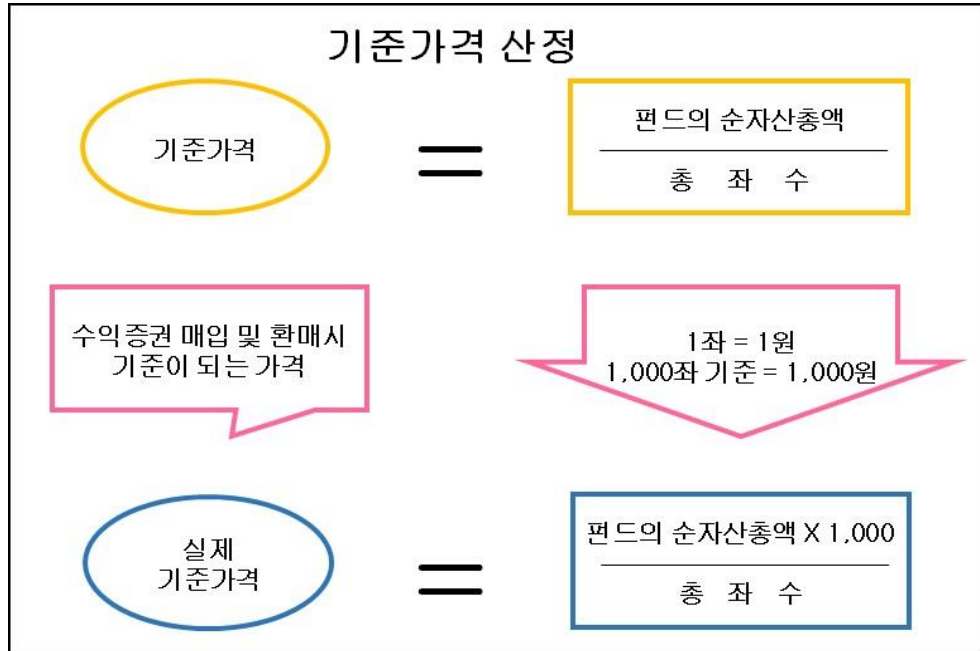 기준가격 산정
기준가격
=
펀드의 순자산총액
총 좌 수
수익증권 매입 및 환매시
기준이 되는 가격
1좌 = 1원
1,000좌 기준 = 1,000원
실제
기준가격
=
펀드의 순자산총액 X 1,000
총 좌 수